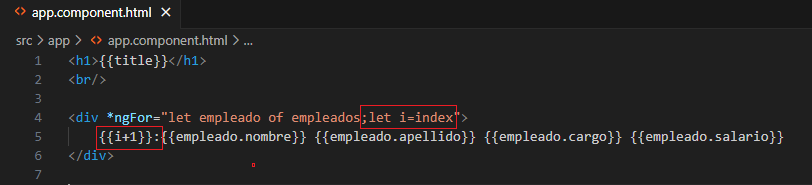 <> app.component.html ×
src > app > <> app.component.html > ...
1 <h1>{{title}}</h1>
2 <br/>
3
4 <div *ngFor="let empleado of empleados;let i=index">
5 {{i+1}}:{{empleado.nombre}} {{empleado.apellido}} {{empleado.cargo}} {{empleado.salario}}
6 </div>
7